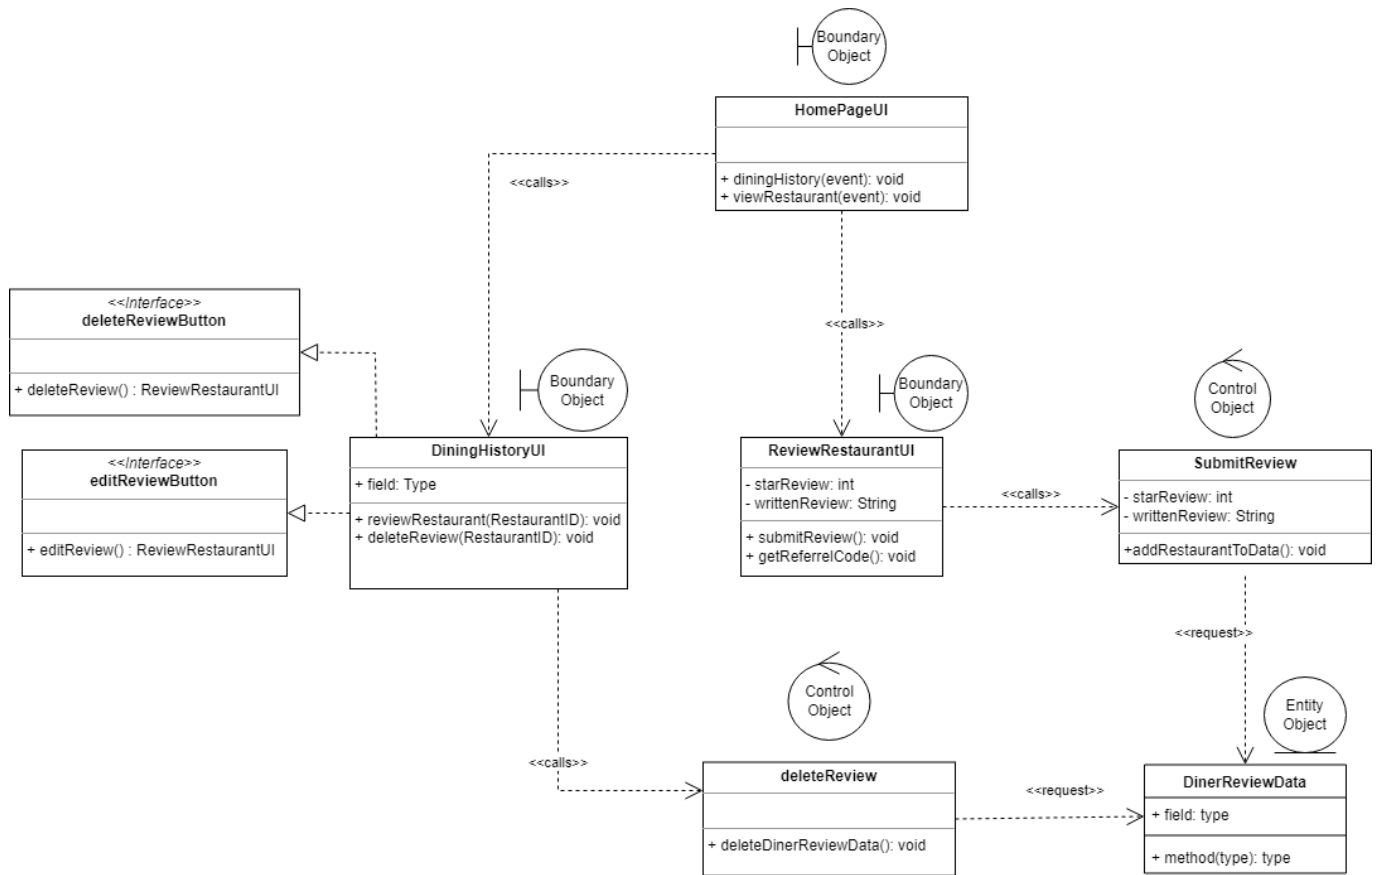 Boundary
Object
HomePageUI
+ diningHistory(event): void
+ viewRestaurant(event): void
<<calls>>
<<calls>>
<<Interface>>
deleteReviewButton
+ deleteReview() : ReviewRestaurantUI
<<Interface>>
editReviewButton
+ editReview() : ReviewRestaurantUI
Boundary
Object
DiningHistoryUI
+ field: Type
+ reviewRestaurant(RestaurantID): void
+ deleteReview(RestaurantID): void
Boundary
Object
ReviewRestaurantUI
- starReview: int
- writtenReview: String
+ submitReview(): void
+ getReferrelCode(): void
<<calls>>
Control
Object
SubmitReview
- starReview: int
- writtenReview: String
+addRestaurantToData(): void
<<request>>
<<calls>>
Control
Object
deleteReview
+ deleteDinerReviewData(): void
<<request>>
Entity
Object
DinerReviewData
+ field: type
+ method(type): type